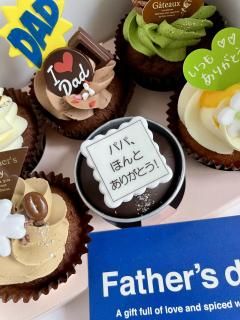 DAD
I ❤ Dad
Gâteaux
いつも
ありがとう
パパ、
ほんと
ありがとう!
Father's d
A gift full of love and spiced w